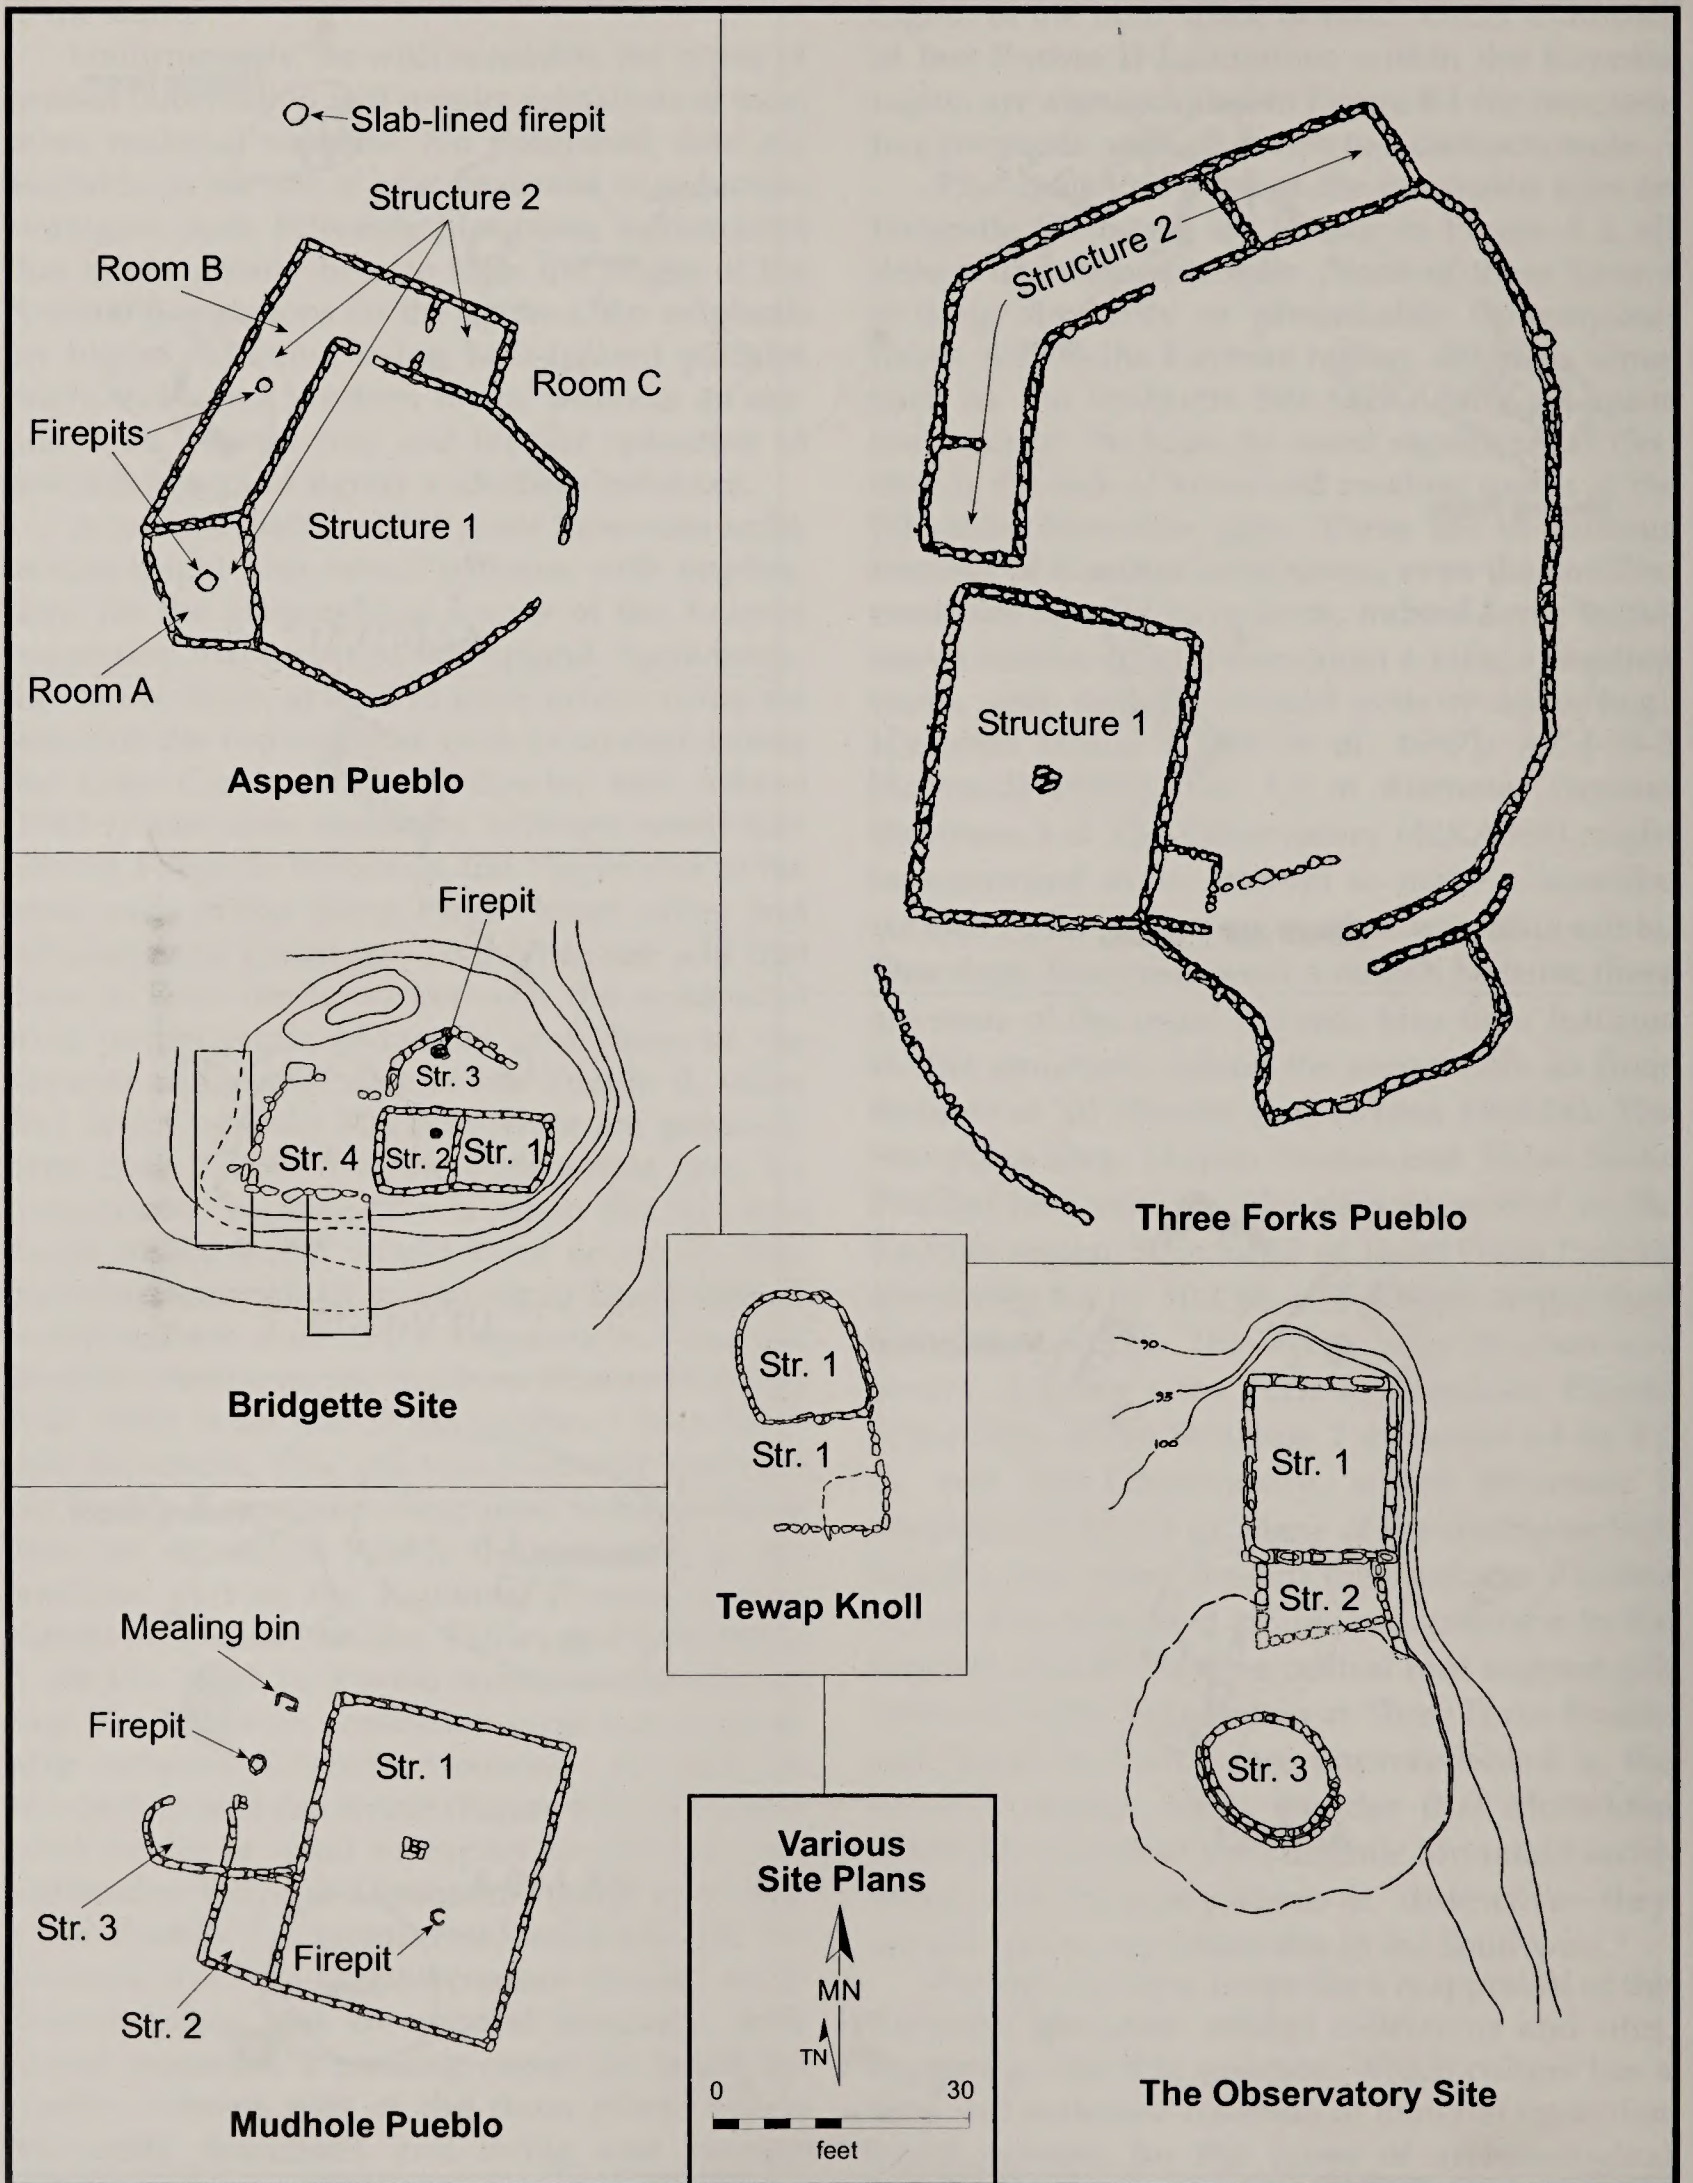 Slab-lined firepit
Structure 2
Room B
Room C
Firepits
Structure 1
Room A
Aspen Pueblo
Structure 2
Structure 1
Three Forks Pueblo
Firepit
Str. 3
Str. 4
Str. 2
Str. 1
Bridgette Site
Str. 1
Str. 1
Tewap Knoll
90
95
100
Str. 1
Str. 2
Str. 3
The Observatory Site
Mealing bin
Firepit
Str. 1
Str. 3
Firepit
Str. 2
Mudhole Pueblo
Various
Site Plans
MN
TN
0 30
feet